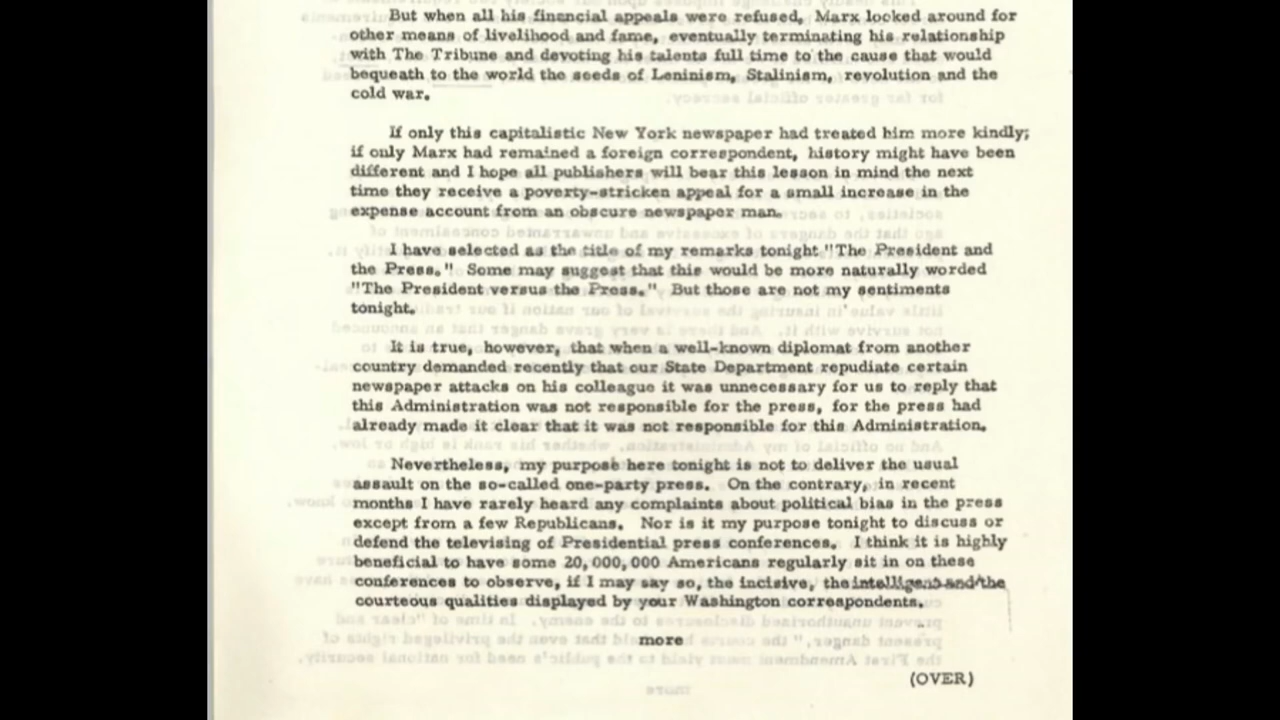 But when all his financial appeals were refused, Marx looked around for
other means of livelihood and fame, eventually terminating his relationship
with The Tribune and devoting his talents full time to the cause that would
bequeath to the world the seeds of Leninism, Stalinism, revolution and the
cold war.
If only this capitalistic New York newspaper had treated him more kindly;
if only Marx had remained a foreign correspondent, history might have been
different and I hope all publishers will bear this lesson in mind the next
time they receive a poverty-stricken appeal for a small increase in the
expense account from an obscure newspaper man.
I have selected as the title of my remarks tonight "The President and
the Press." Some may suggest that this would be more naturally worded
"The President versus the Press." But those are not my sentiments
tonight.
It is true, however, that when a well-known diplomat from another
country demanded recently that our State Department repudiate certain
newspaper attacks on his colleague it was unnecessary for us to reply that
this Administration was not responsible for the press, for the press had
already made it clear that it was not responsible for this Administration.
Nevertheless, my purpose here tonight is not to deliver the usual
assault on the so-called one-party press. On the contrary, in recent
months I have rarely heard any complaints about political bias in the press
except from a few Republicans. Nor is it my purpose tonight to discuss or
defend the televising of Presidential press conferences. I think it is highly
beneficial to have some 20,000,000 Americans regularly sit in on these
conferences to observe, if I may say so, the incisive, the intelligent and the
courteous qualities displayed by your Washington correspondents.
more
(OVER)